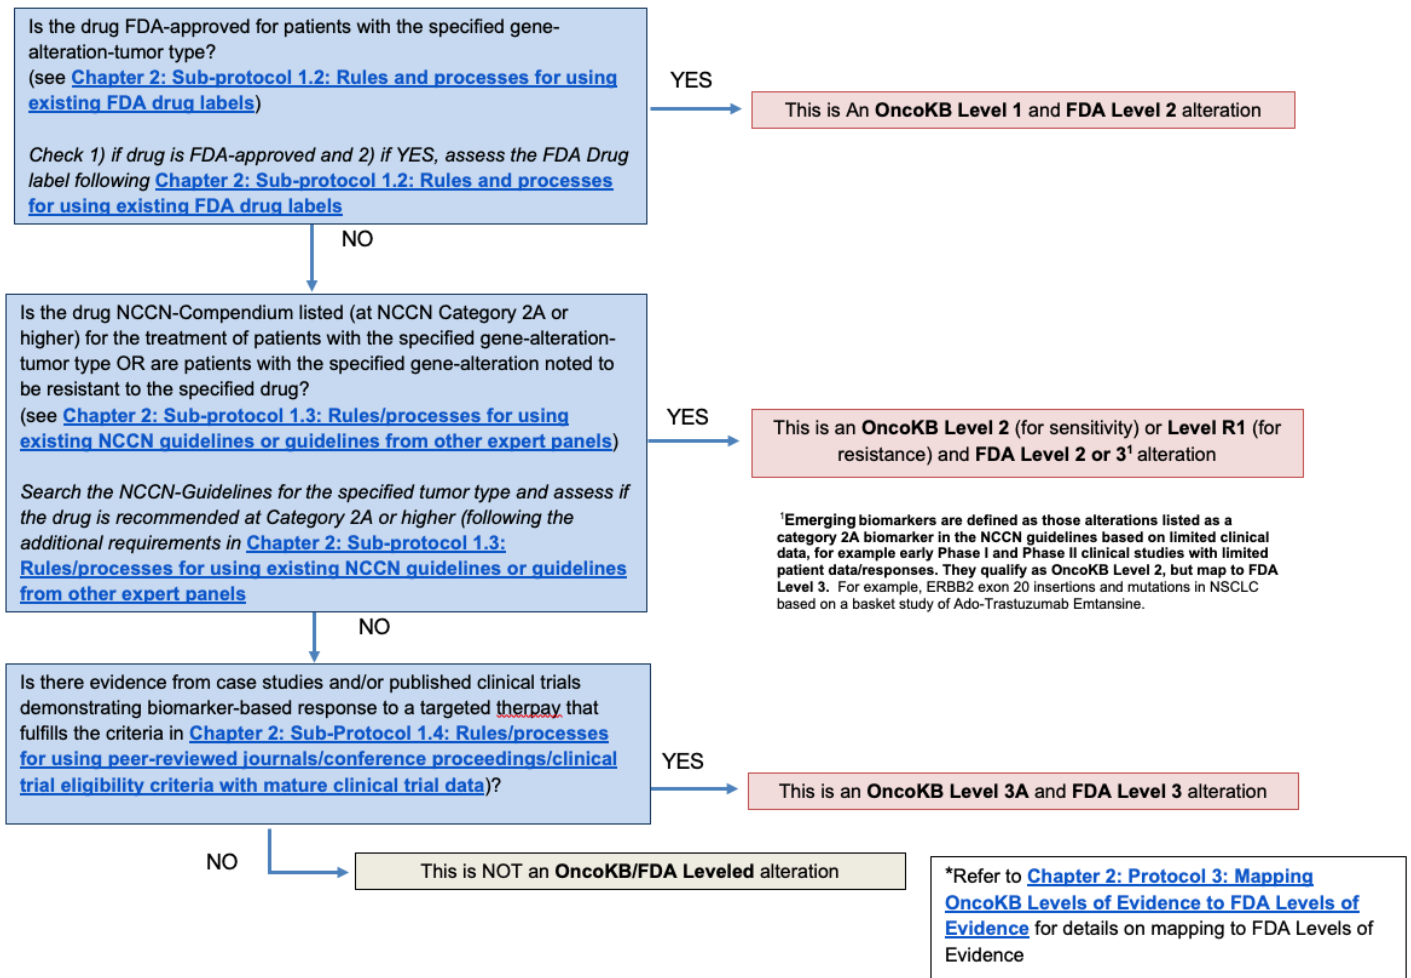 Is the drug FDA-approved for patients with the specified gene-
alteration-tumor type?
(see Chapter 2: Sub-protocol 1.2: Rules and processes for using
existing FDA drug labels)
Check 1) if drug is FDA-approved and 2) if YES, assess the FDA Drug
label following Chapter 2: Sub-protocol 1.2: Rules and processes
for using existing FDA drug labels
YES
This is An OncoKB Level 1 and FDA Level 2 alteration
NO
Is the drug NCCN-Compendium listed (at NCCN Category 2A or
higher) for the treatment of patients with the specified gene-alteration-
tumor type OR are patients with the specified gene-alteration noted to
be resistant to the specified drug?
(see Chapter 2: Sub-protocol 1.3: Rules/processes for using
existing NCCN guidelines or guidelines from other expert panels)
Search the NCCN-Guidelines for the specified tumor type and assess if
the drug is recommended at Category 2A or higher (following the
additional requirements in Chapter 2: Sub-protocol 1.3:
Rules/processes for using existing NCCN guidelines or guidelines
from other expert panels
YES
This is an OncoKB Level 2 (for sensitivity) or Level R1 (for
resistance) and FDA Level 2 or 3¹ alteration
¹Emerging biomarkers are defined as those alterations listed as a
category 2A biomarker in the NCCN guidelines based on limited clinical
data, for example early Phase I and Phase II clinical studies with limited
patient data/responses. They qualify as OncoKB Level 2, but map to FDA
Level 3. For example, ERBB2 exon 20 insertions and mutations in NSCLC
based on a basket study of Ado-Trastuzumab Emtansine.
NO
Is there evidence from case studies and/or published clinical trials
demonstrating biomarker-based response to a targeted therpay that
fulfills the criteria in Chapter 2: Sub-Protocol 1.4: Rules/processes
for using peer-reviewed journals/conference proceedings/clinical
trial eligibility criteria with mature clinical trial data)?
YES
This is an OncoKB Level 3A and FDA Level 3 alteration
NO
This is NOT an OncoKB/FDA Leveled alteration
*Refer to Chapter 2: Protocol 3: Mapping
OncoKB Levels of Evidence to FDA Levels of
Evidence for details on mapping to FDA Levels of
Evidence